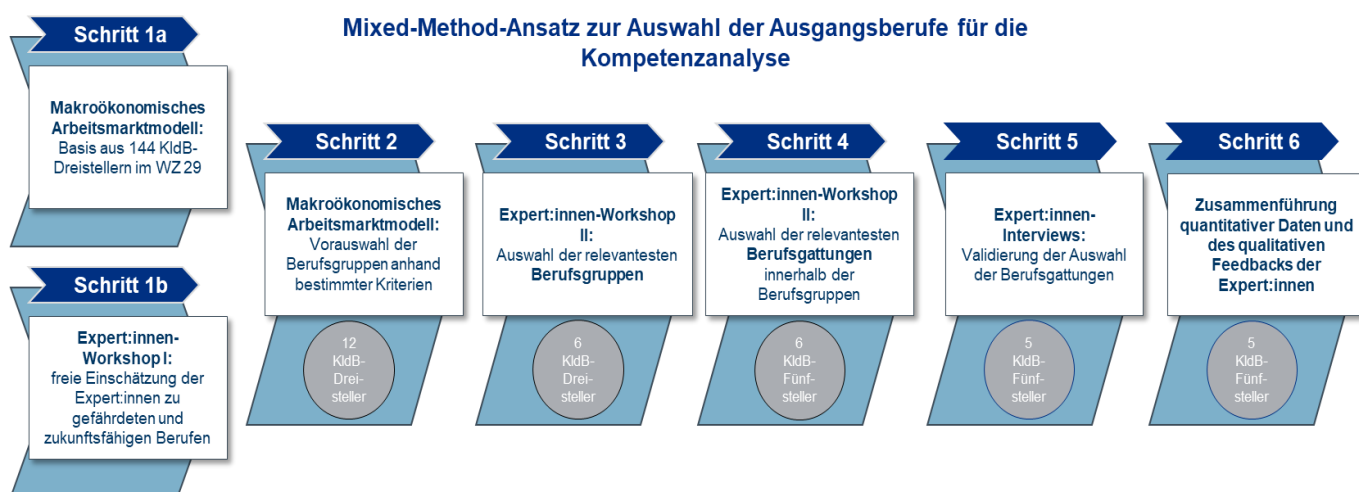 Mixed-Method-Ansatz zur Auswahl der Ausgangsberufe für die
Kompetenzanalyse
Schritt 1a
Makroökonomisches
Arbeitsmarktmodell:
Basis aus 144 KldB-
Dreistellern im WZ 29
Schritt 1b
Expert:innen-
Workshop I:
freie Einschätzung der
Expert:innen zu
gefährdeten und
zukunftsfähigen Berufen
Schritt 2
Makroökonomisches
Arbeitsmarktmodell:
Vorauswahl der
Berufsgruppen anhand
bestimmter Kriterien
12
KldB-
Drei-
steller
Schritt 3
Expert:innen-Workshop
II:
Auswahl der relevantesten
Berufsgruppen
6
KldB-
Drei-
steller
Schritt 4
Expert:innen-Workshop
II:
Auswahl der relevantesten
Berufsgattungen
innerhalb der
Berufsgruppen
6
KldB-
Fünf-
steller
Schritt 5
Expert:innen-
Interviews:
Validierung der Auswahl
der Berufsgattungen
5
KldB-
Fünf-
steller
Schritt 6
Zusammenführung
quantitativer Daten und
des qualitativen
Feedbacks der
Expert:innen
5
KldB-
Fünf-
steller